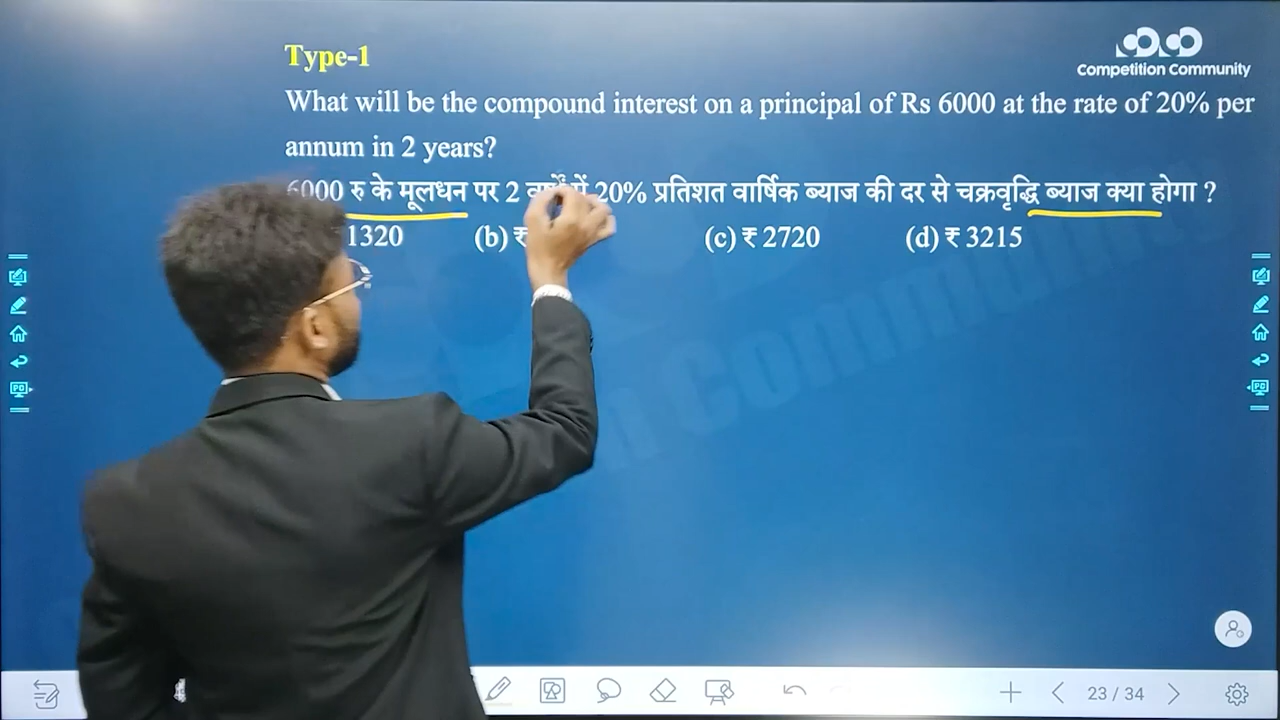 Type-1
Competition Community
What will be the compound interest on a principal of Rs 6000 at the rate of 20% per
annum in 2 years?
6000 रु के मूलधन पर 2 वर्षों में 20% प्रतिशत वार्षिक ब्याज की दर से चक्रवृद्धि ब्याज क्या होगा ?
1320 (b) ₹ (c) ₹ 2720 (d) ₹ 3215
Community
23 / 34